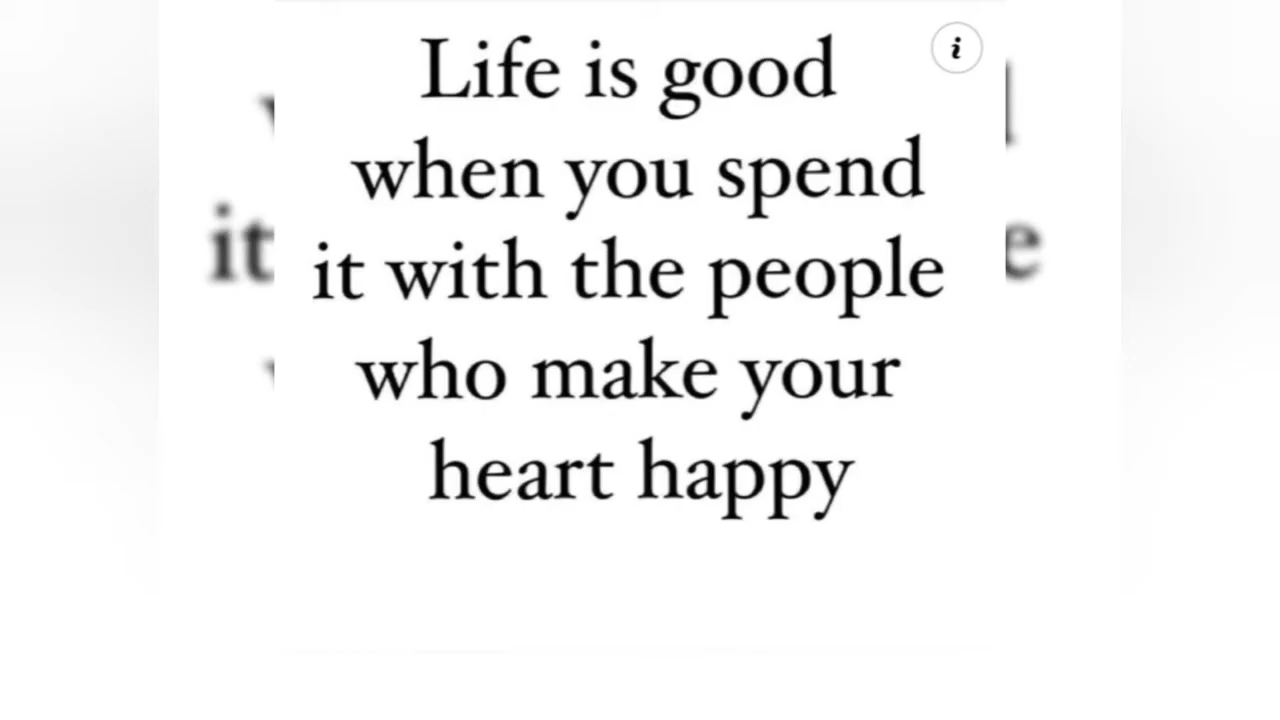 Life is good
when you spend
it with the people
who make your
heart happy